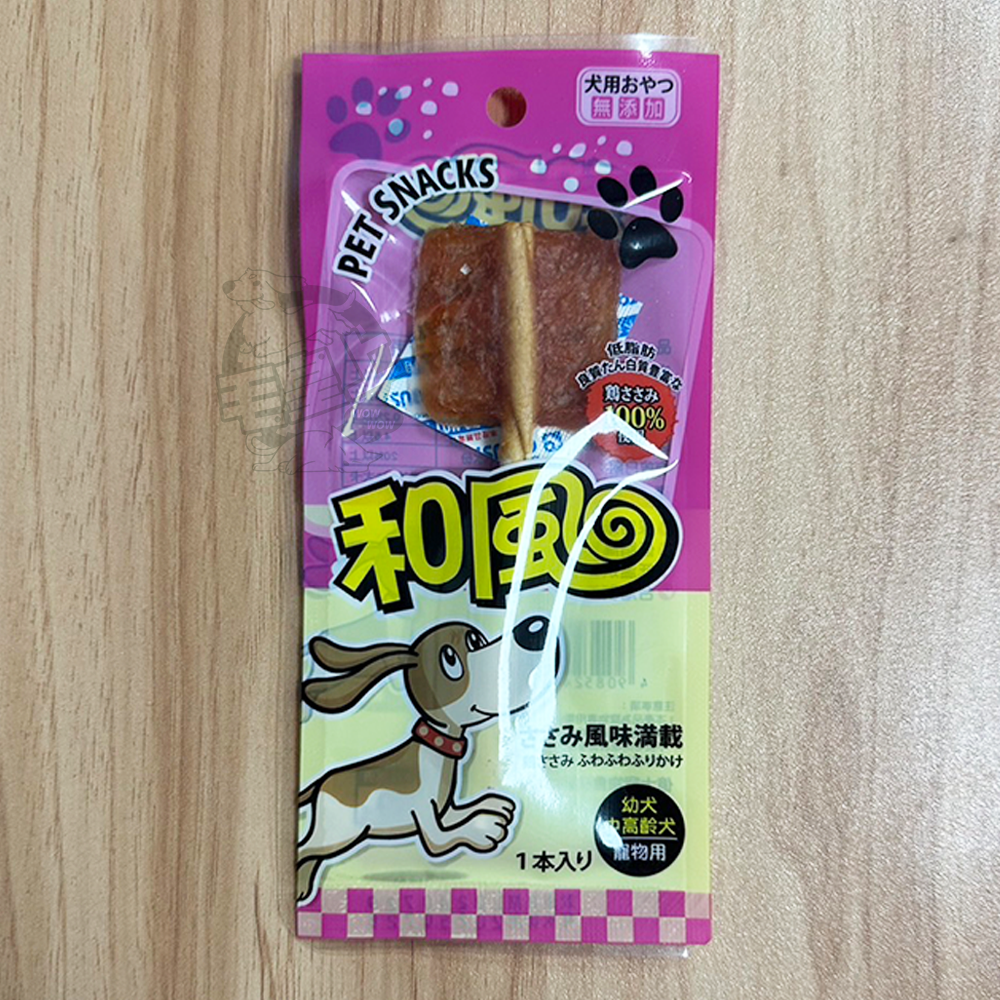 犬用おやつ
無添加
PET SNACKS
低脂肪
良質たん白質豊富な
鶏ささみ
100%
使用
和風
ささみ風味満載
ささみ ふわふわふりかけ
幼犬
中高齢犬
寵物用
1本入り